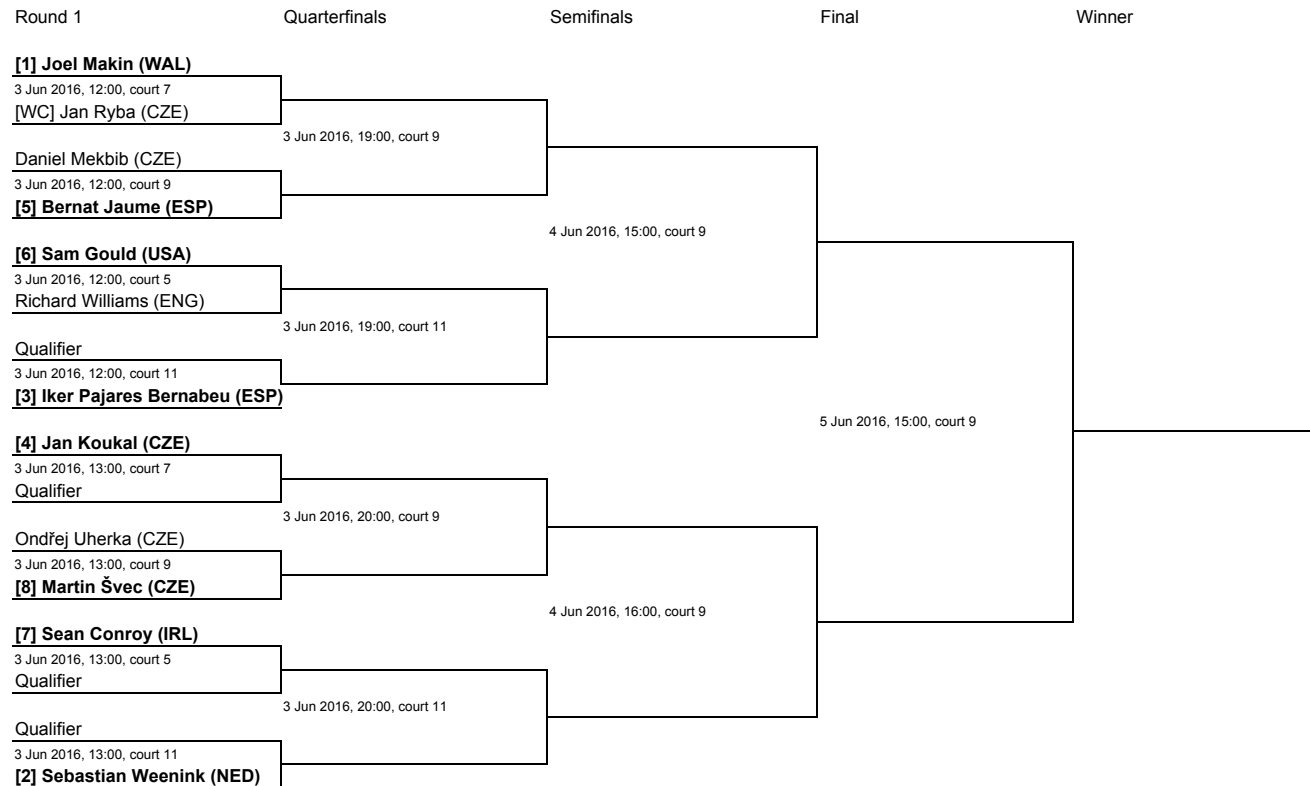 Round 1 Quarterfinals Semifinals Final Winner
[1] Joel Makin (WAL)
3 Jun 2016, 12:00, court 7
[WC] Jan Ryba (CZE)
3 Jun 2016, 19:00, court 9
Daniel Mekbib (CZE)
3 Jun 2016, 12:00, court 9
[5] Bernat Jaume (ESP)
4 Jun 2016, 15:00, court 9
[6] Sam Gould (USA)
3 Jun 2016, 12:00, court 5
Richard Williams (ENG)
3 Jun 2016, 19:00, court 11
Qualifier
3 Jun 2016, 12:00, court 11
[3] Iker Pajares Bernabeu (ESP)
5 Jun 2016, 15:00, court 9
[4] Jan Koukal (CZE)
3 Jun 2016, 13:00, court 7
Qualifier
3 Jun 2016, 20:00, court 9
Ondřej Uherka (CZE)
3 Jun 2016, 13:00, court 9
[8] Martin Švec (CZE)
4 Jun 2016, 16:00, court 9
[7] Sean Conroy (IRL)
3 Jun 2016, 13:00, court 5
Qualifier
3 Jun 2016, 20:00, court 11
Qualifier
3 Jun 2016, 13:00, court 11
[2] Sebastian Weenink (NED)